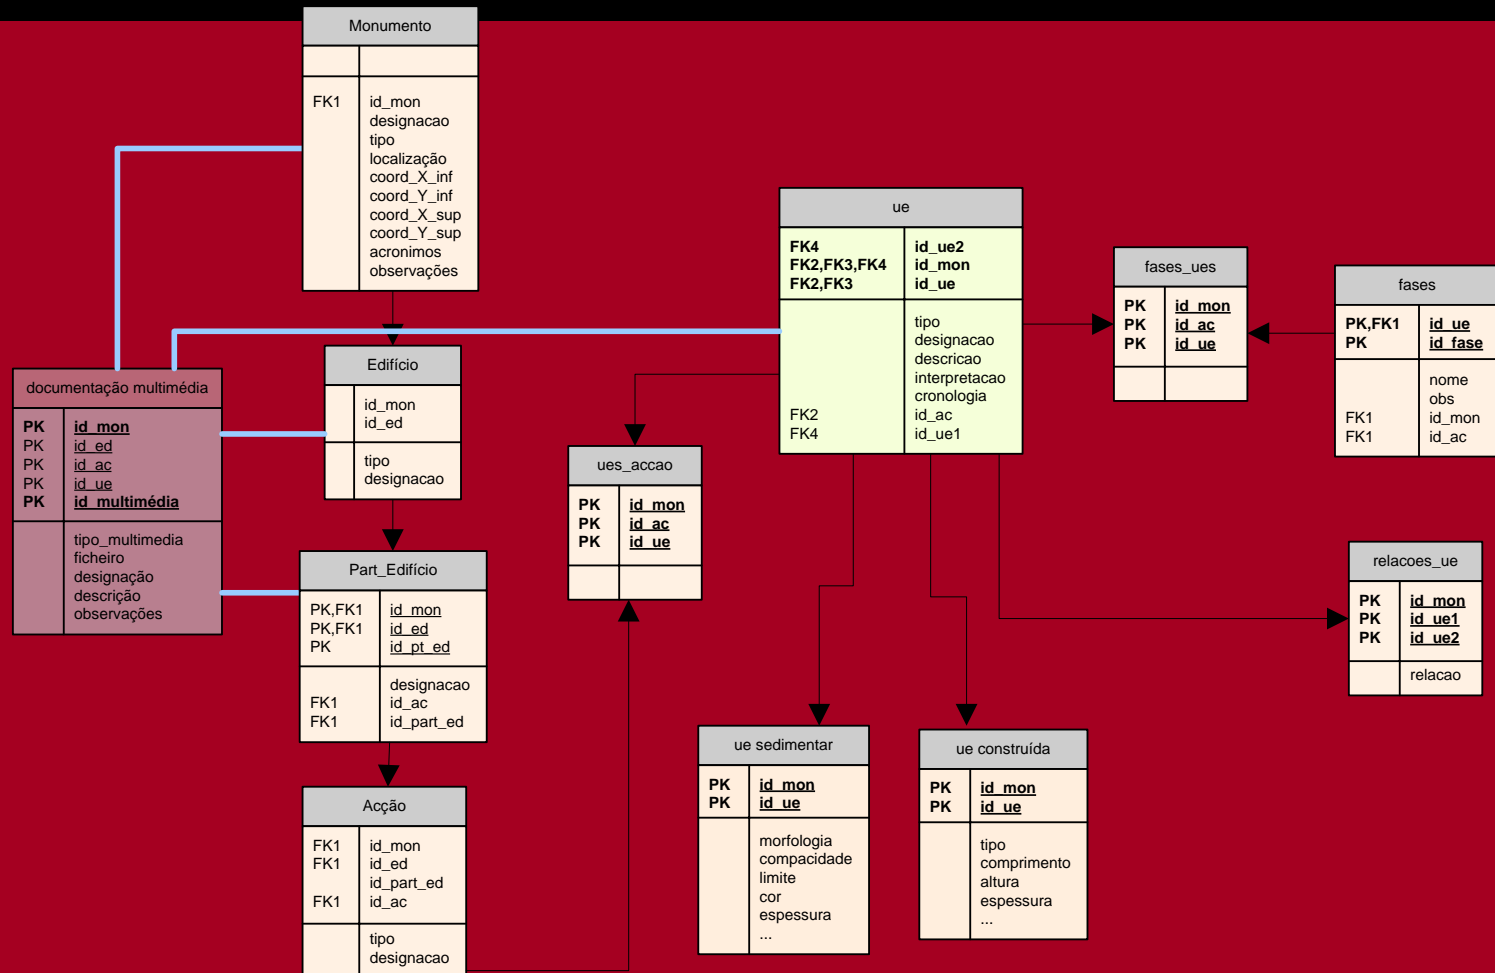 Monumento
FK1 id_mon
designacao
tipo
localização
coord_X_inf
coord_Y_inf
coord_X_sup
coord_Y_sup
acronimos
observações
documentação multimédia
PK id_mon
PK id_ed
PK id_ac
PK id_ue
PK id_multimédia
tipo_multimedia
ficheiro
designação
descrição
observações
Edifício
id_mon
id_ed
tipo
designacao
Part_Edifício
PK,FK1 id_mon
PK,FK1 id_ed
PK id_pt_ed
designacao
FK1 id_ac
FK1 id_part_ed
Acção
FK1 id_mon
FK1 id_ed
id_part_ed
FK1 id_ac
tipo
designacao
ues_accao
PK id_mon
PK id_ac
PK id_ue
ue
FK4 id_ue2
FK2,FK3,FK4 id_mon
FK2,FK3 id_ue
tipo
designacao
descricao
interpretacao
cronologia
FK2 id_ac
FK4 id_ue1
fases_ues
PK id_mon
PK id_ac
PK id_ue
fases
PK,FK1 id_ue
PK id_fase
nome
obs
FK1 id_mon
FK1 id_ac
relacoes_ue
PK id_mon
PK id_ue1
PK id_ue2
relacao
ue sedimentar
PK id_mon
PK id_ue
morfologia
compacidade
limite
cor
espessura
...
ue construída
PK id_mon
PK id_ue
tipo
comprimento
altura
espessura
...